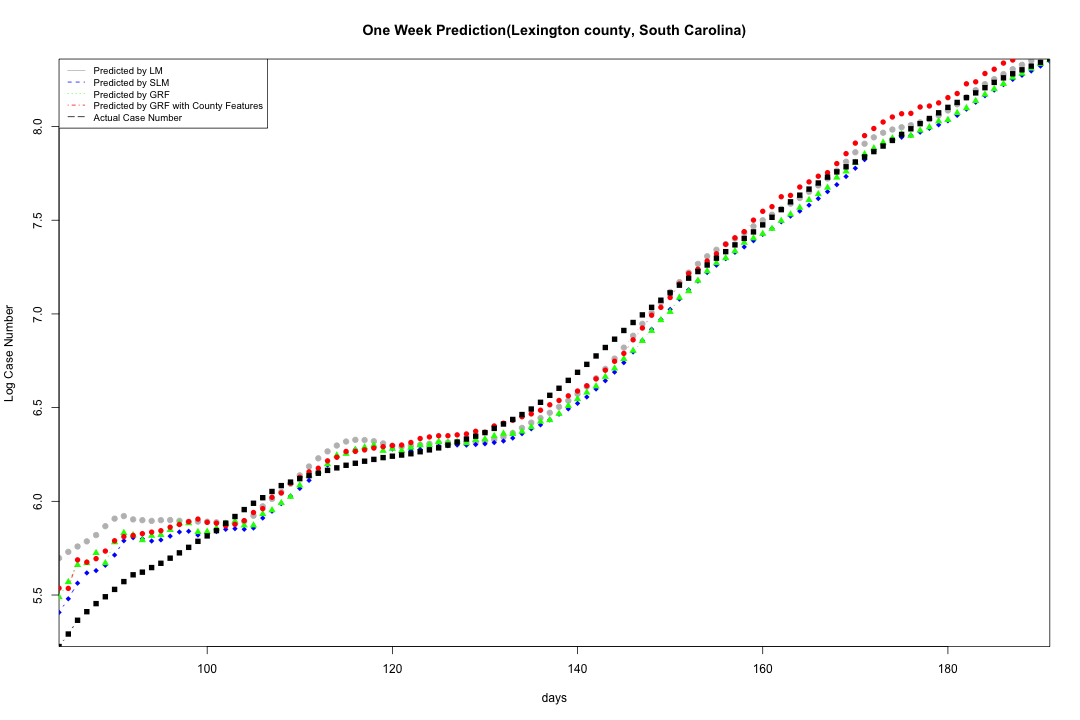 One Week Prediction(Lexington county, South Carolina)
Predicted by LM
Predicted by SLM
Predicted by GRF
Predicted by GRF with County Features
Actual Case Number
Log Case Number
8.0
7.5
7.0
6.5
6.0
5.5
100 120 140 160 180
days